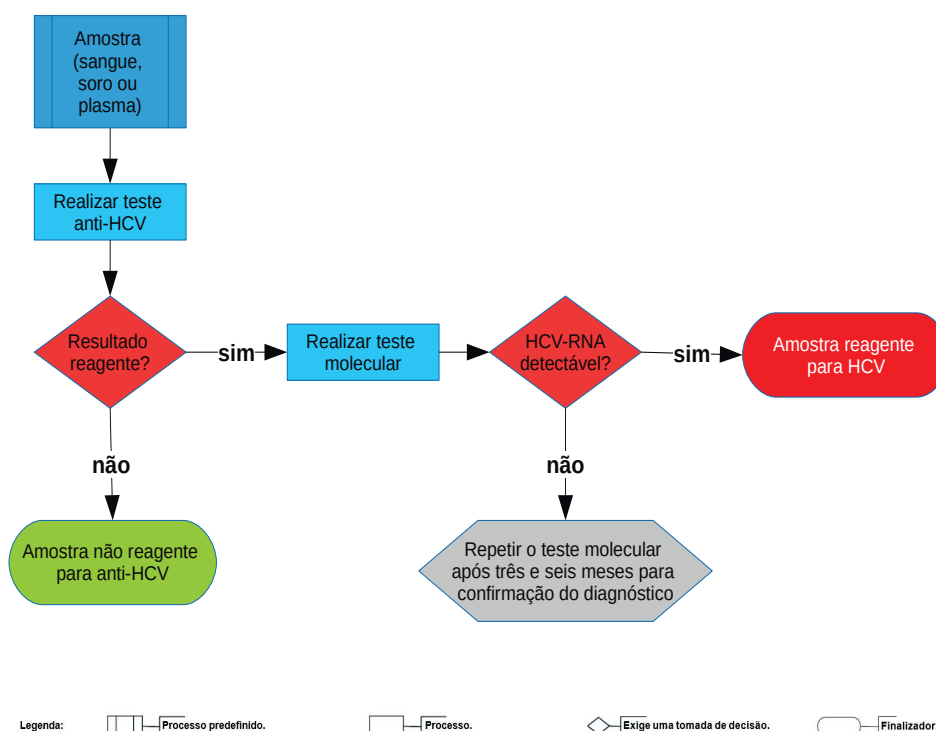 Amostra
(sangue,
soro ou
plasma)
Realizar teste
anti-HCV
Resultado
reagente?
sim
Realizar teste
molecular
HCV-RNA
detectável?
sim
Amostra reagente
para HCV
não
não
Amostra não reagente
para anti-HCV
Repetir o teste molecular
após três e seis meses para
confirmação do diagnóstico
Legenda:
Processo predefinido.
Processo.
Exige uma tomada de decisão.
Finalizador